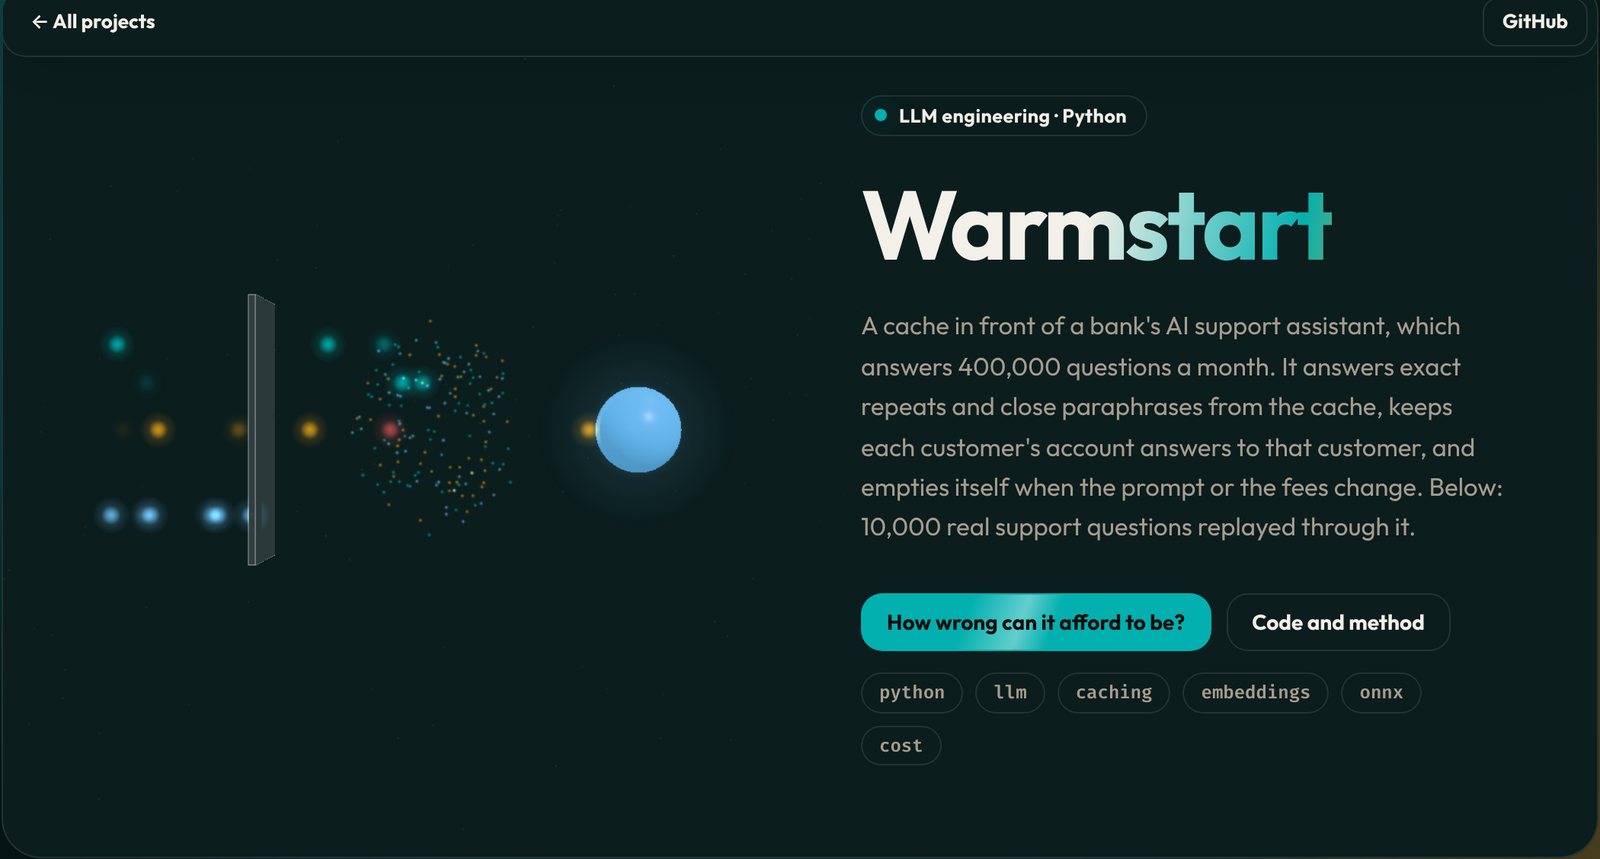 ← All projects
GitHub
LLM engineering · Python
Warmstart
A cache in front of a bank's AI support assistant, which
answers 400,000 questions a month. It answers exact
repeats and close paraphrases from the cache, keeps
each customer's account answers to that customer, and
empties itself when the prompt or the fees change. Below:
10,000 real support questions replayed through it.
How wrong can it afford to be?
Code and method
python
llm
caching
embeddings
onnx
cost